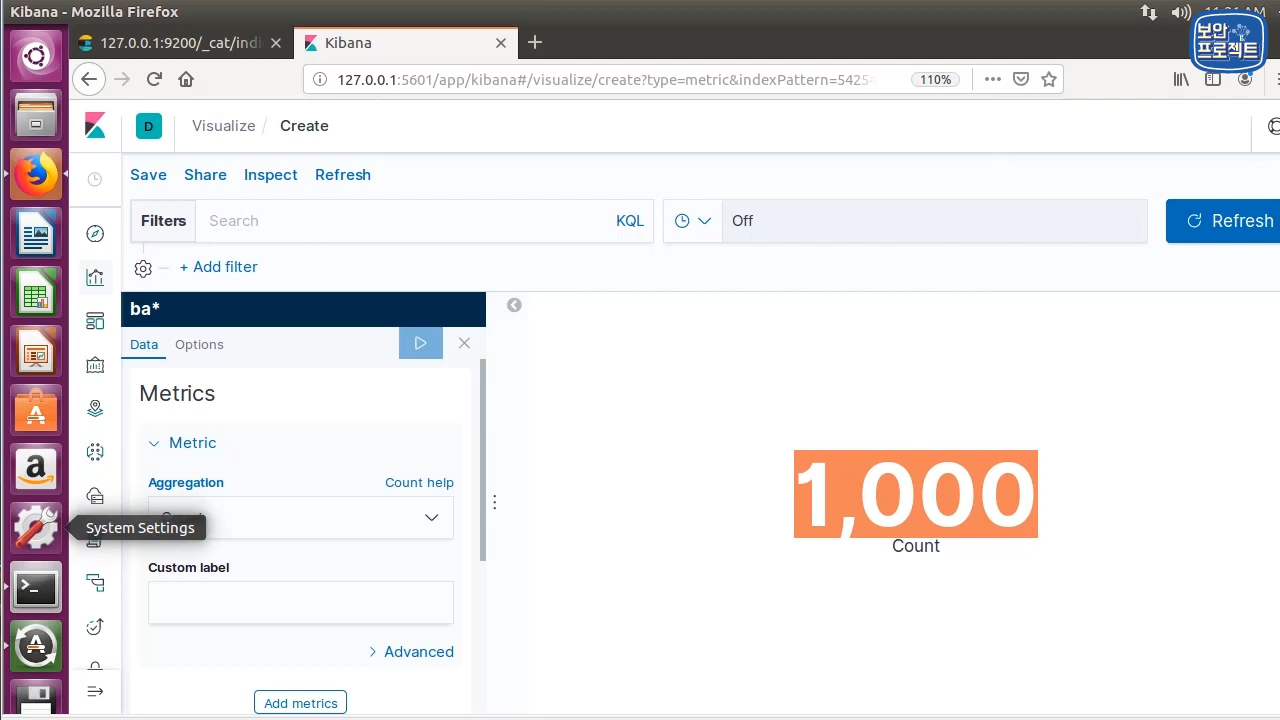 Kibana - Mozilla Firefox
보안
프로젝트
127.0.0.1:9200/_cat/indi
Kibana
127.0.0.1:5601/app/kibana#/visualize/create?type=metric&indexPattern=5425
110%
D
Visualize / Create
Save Share Inspect Refresh
Filters Search KQL Off Refresh
+ Add filter
ba*
Data Options
Metrics
Metric
Aggregation Count help
System Settings
Custom label
Advanced
Add metrics
1,000
Count